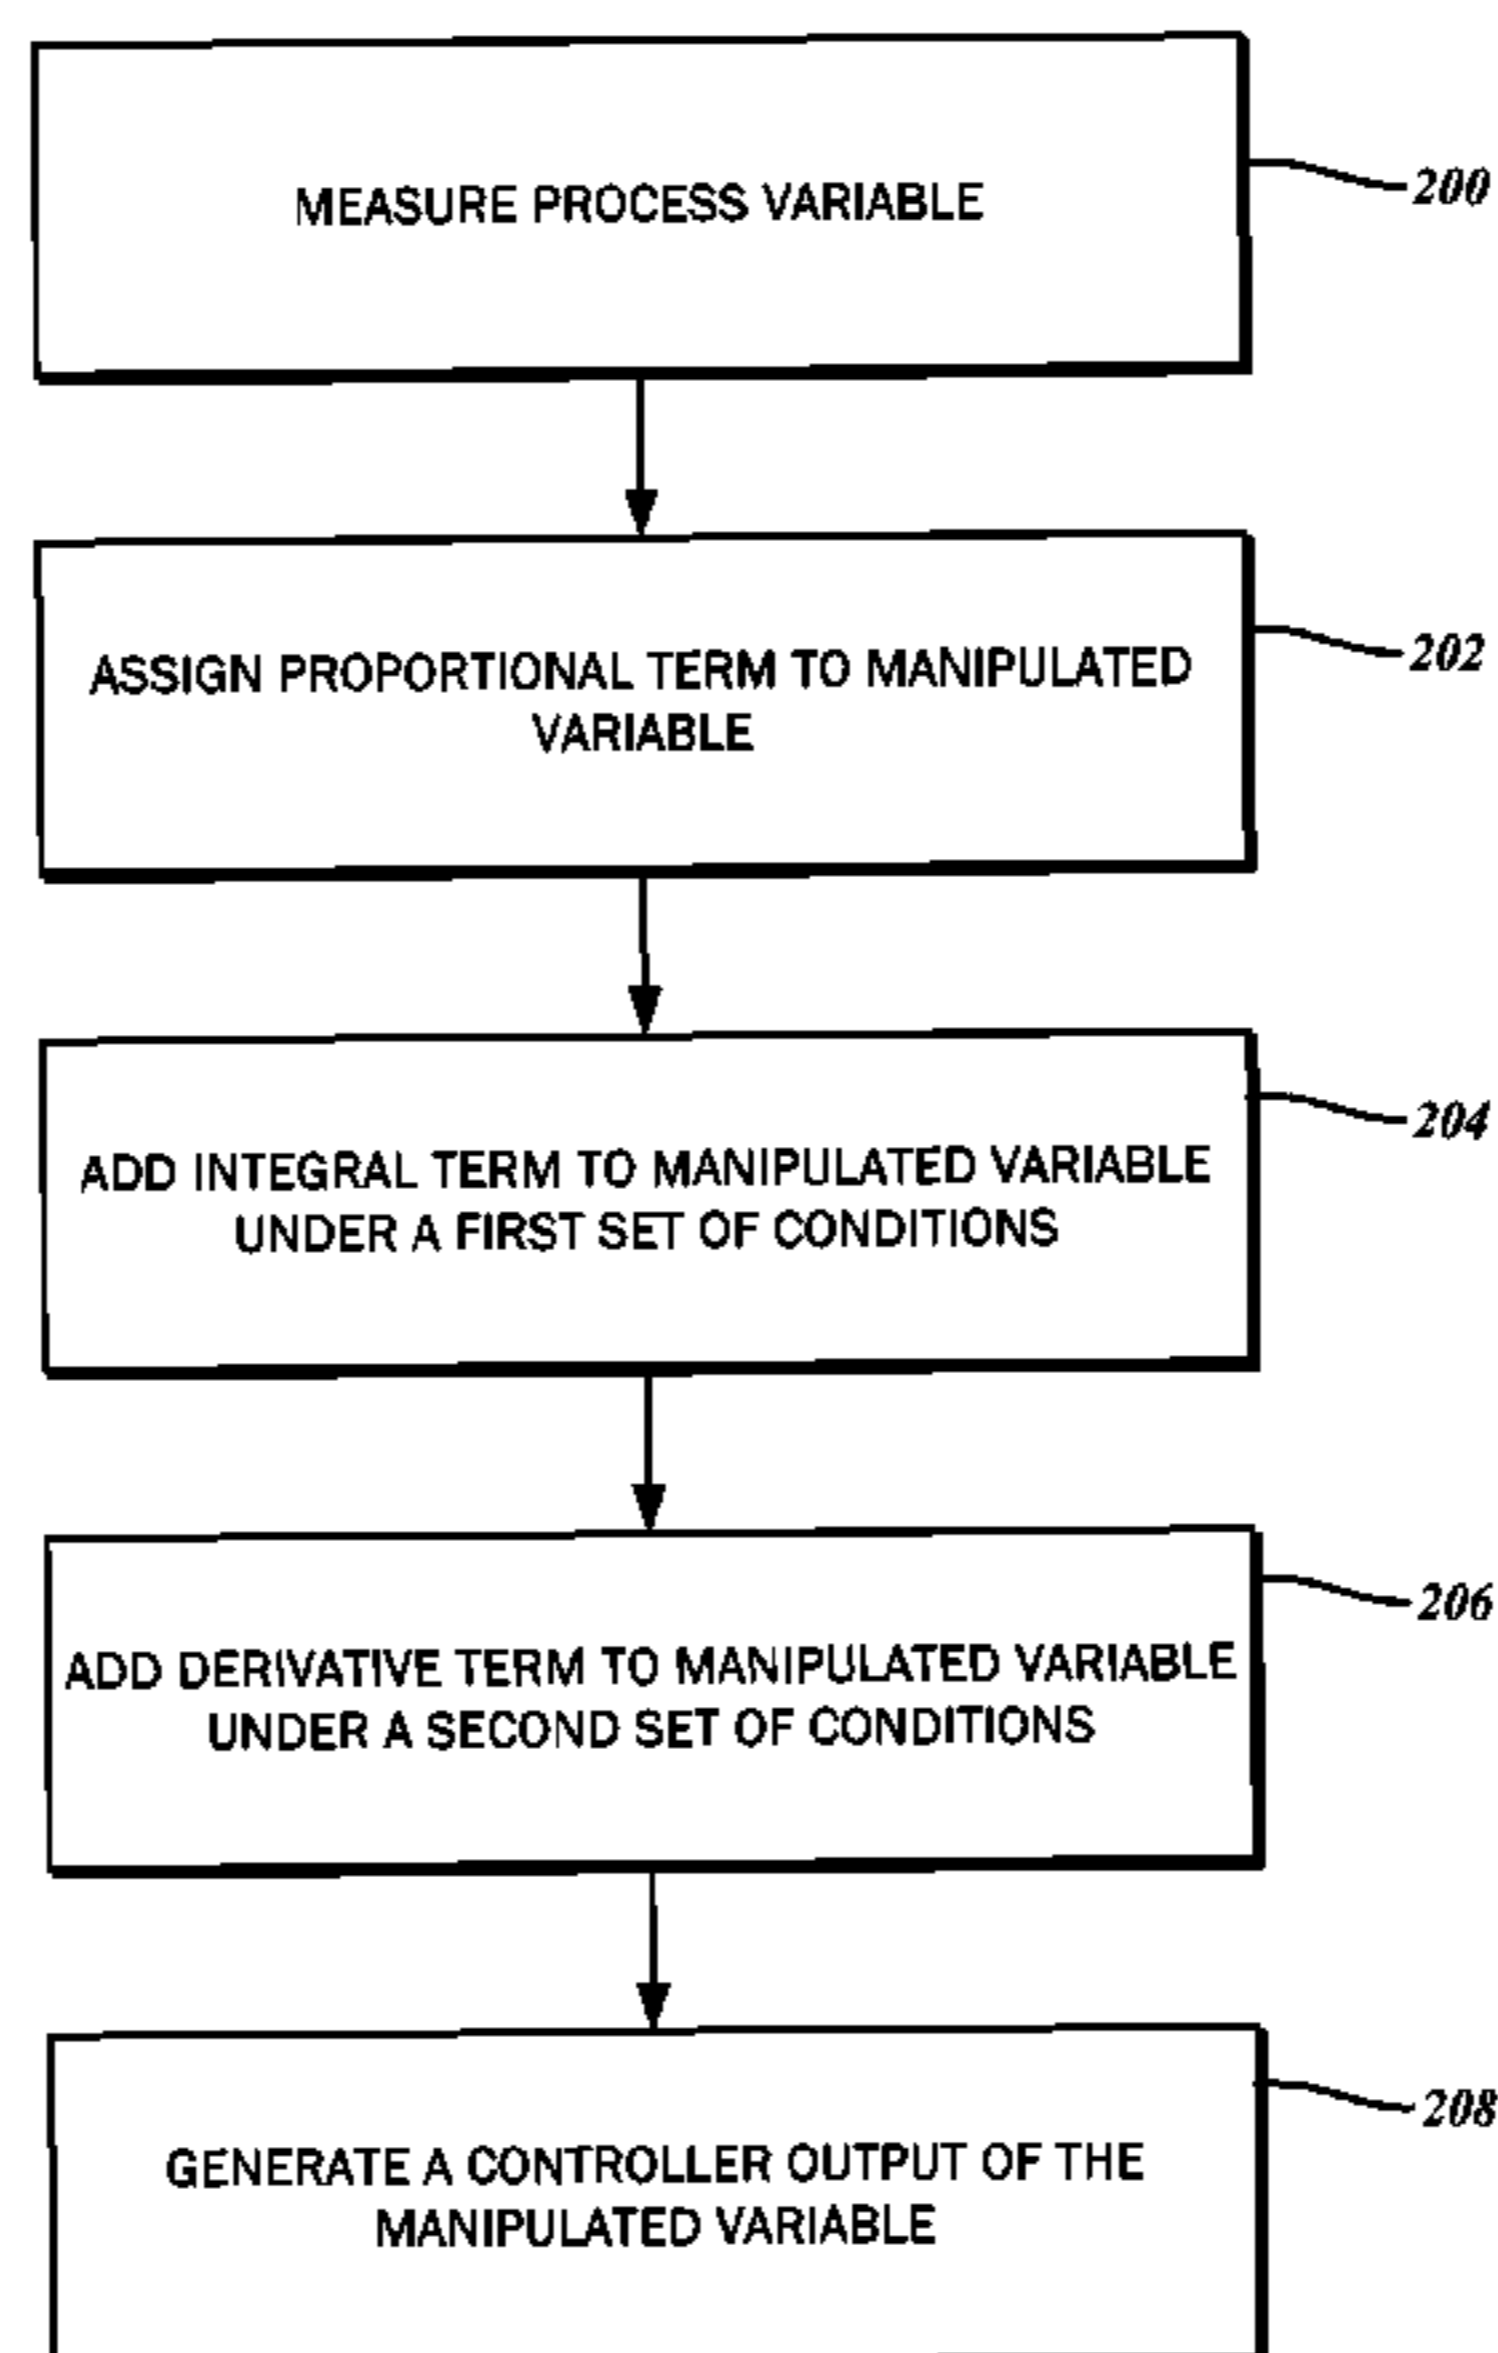 MEASURE PROCESS VARIABLE
200
ASSIGN PROPORTIONAL TERM TO MANIPULATED
VARIABLE
202
ADD INTEGRAL TERM TO MANIPULATED VARIABLE
UNDER A FIRST SET OF CONDITIONS
204
ADD DERIVATIVE TERM TO MANIPULATED VARIABLE
UNDER A SECOND SET OF CONDITIONS
206
GENERATE A CONTROLLER OUTPUT OF THE
MANIPULATED VARIABLE
208